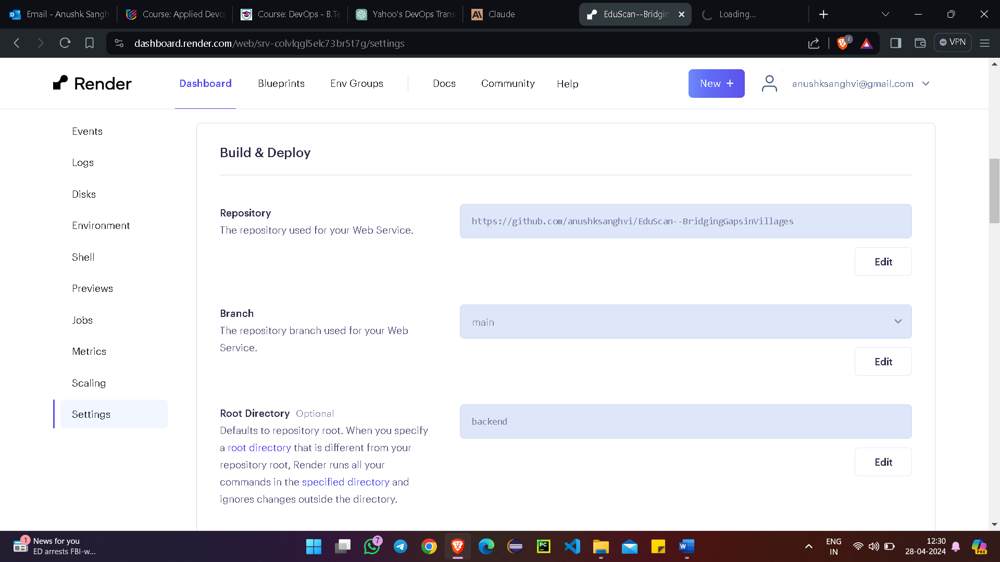 Email - Anushk Sangh
Course: Applied Devo
Course: DevOps - B.Te
Yahoo's DevOps Trans
Claude
EduScan--Bridgin
Loading...
dashboard.render.com/web/srv-colvlqgl5elc73br5t7g/settings
2
VPN
Render
Dashboard
Blueprints
Env Groups
Docs
Community
Help
New +
anushksanghvi@gmail.com
Events
Logs
Disks
Environment
Shell
Previews
Jobs
Metrics
Scaling
Settings
Build & Deploy
Repository
The repository used for your Web Service.
https://github.com/anushksanghvi/EduScan--BridgingGapsinVillages
Edit
Branch
The repository branch used for your Web
Service.
main
Edit
Root Directory Optional
Defaults to repository root. When you specify
a root directory that is different from your
repository root, Render runs all your
commands in the specified directory and
ignores changes outside the directory.
backend
Edit
1
News for you
ED arrests FBI-w...
7
PC
W
ENG
IN
12:30
28-04-2024
PRE